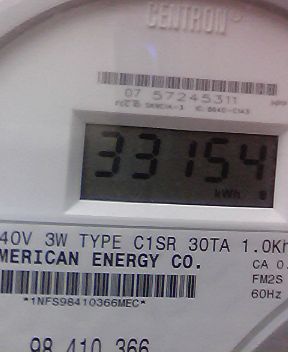 CENTRON
07 57245311
33154
kWh
40V 3W TYPE C1SR 30TA 1.0Kh
MERICAN ENERGY CO.
CA 0.
FM2S
60Hz
*1NFS98410366MEC*
98 410 366